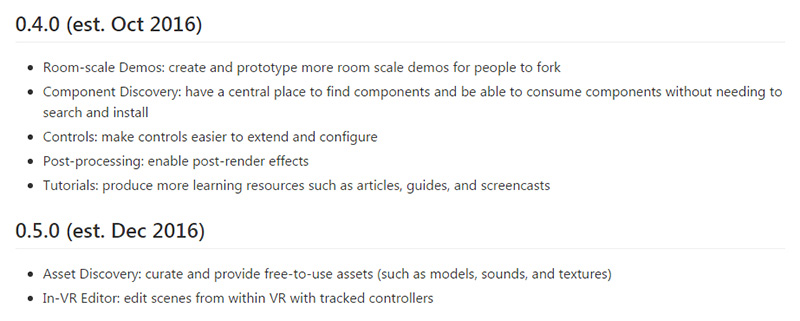 0.4.0 (est. Oct 2016)
Room-scale Demos: create and prototype more room scale demos for people to fork
Component Discovery: have a central place to find components and be able to consume components without needing to
search and install
Controls: make controls easier to extend and configure
Post-processing: enable post-render effects
Tutorials: produce more learning resources such as articles, guides, and screencasts
0.5.0 (est. Dec 2016)
Asset Discovery: curate and provide free-to-use assets (such as models, sounds, and textures)
In-VR Editor: edit scenes from within VR with tracked controllers